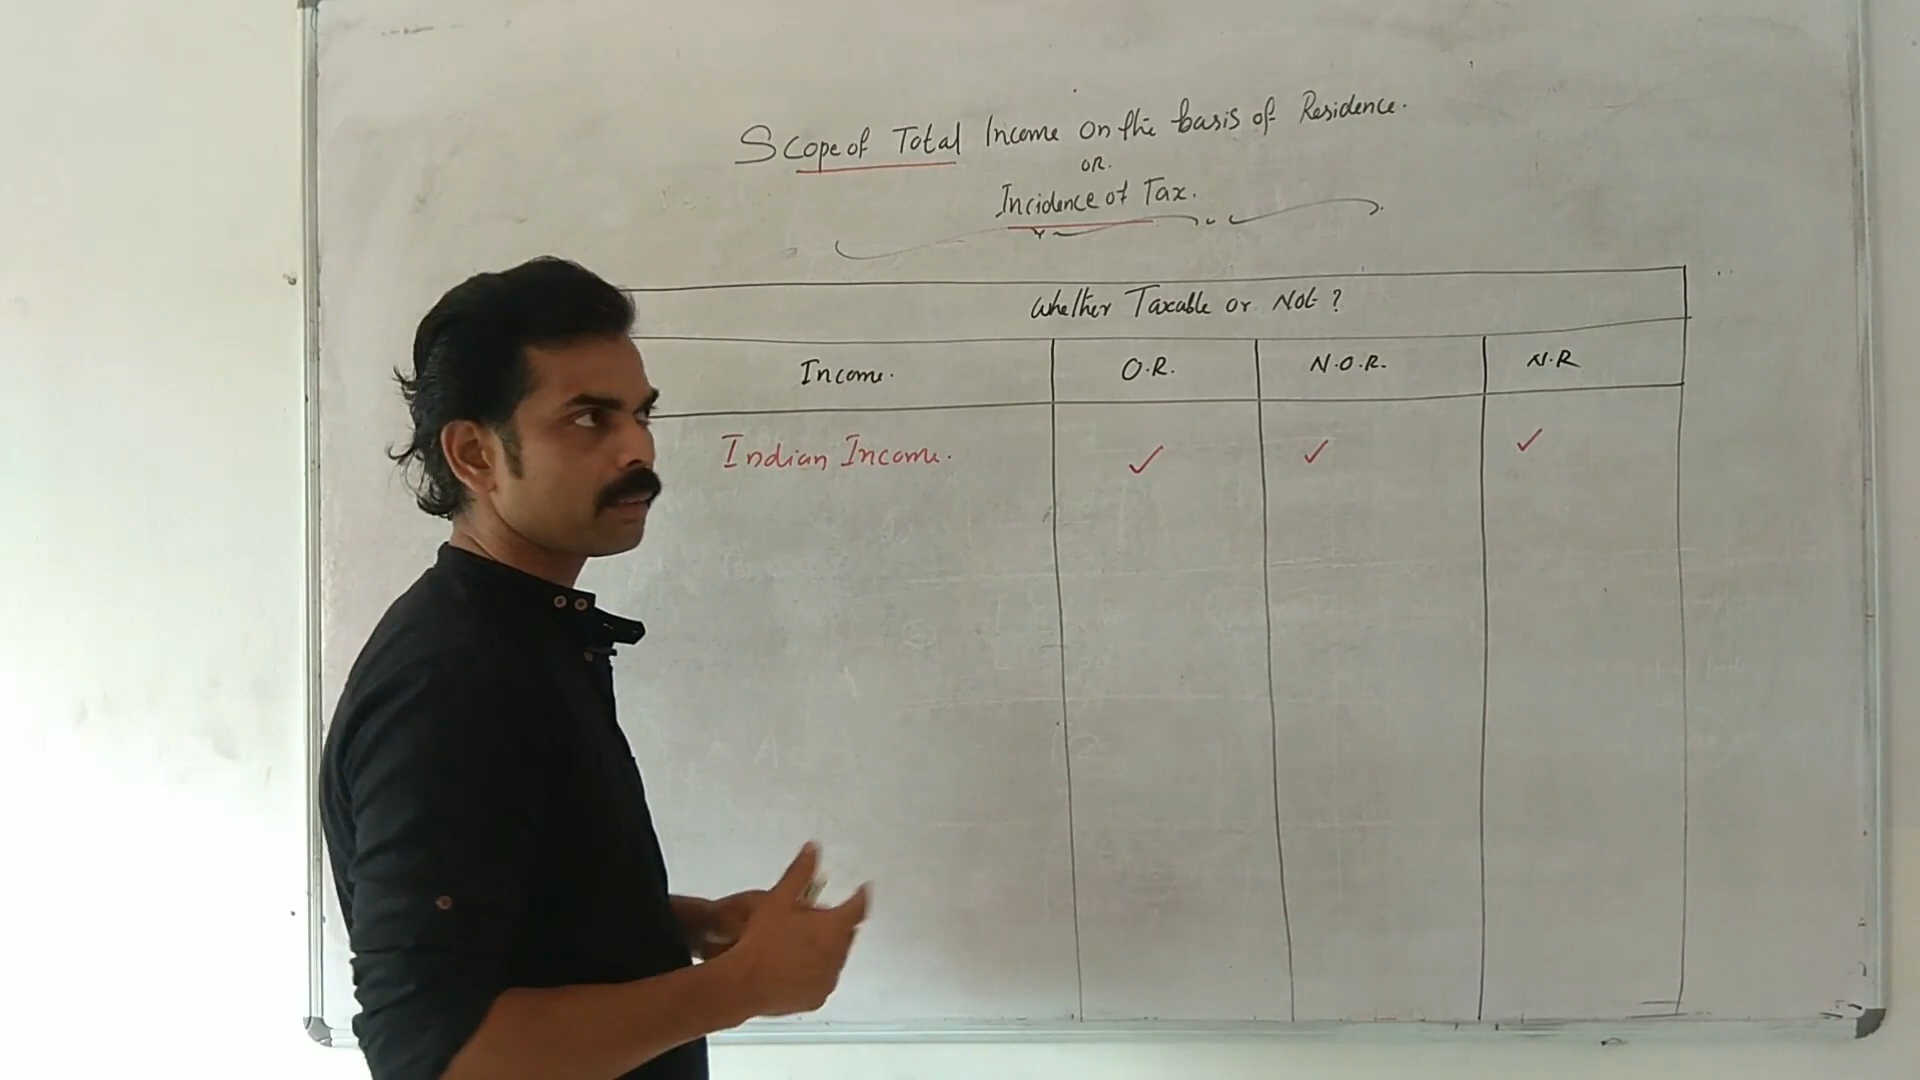 Scope of Total Income on the basis of Residence.
OR.
Incidence of Tax.
Whether Taxable or Not ?
Income. O.R. N.O.R. N.R
Indian Income. ✓ ✓ ✓